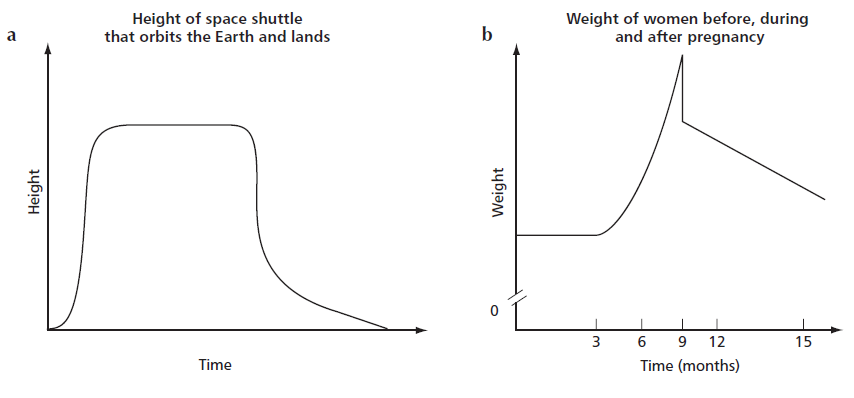 a
Height of space shuttle
that orbits the Earth and lands
Height
Time
b
Weight of women before, during
and after pregnancy
Weight
0
3 6 9 12 15
Time (months)